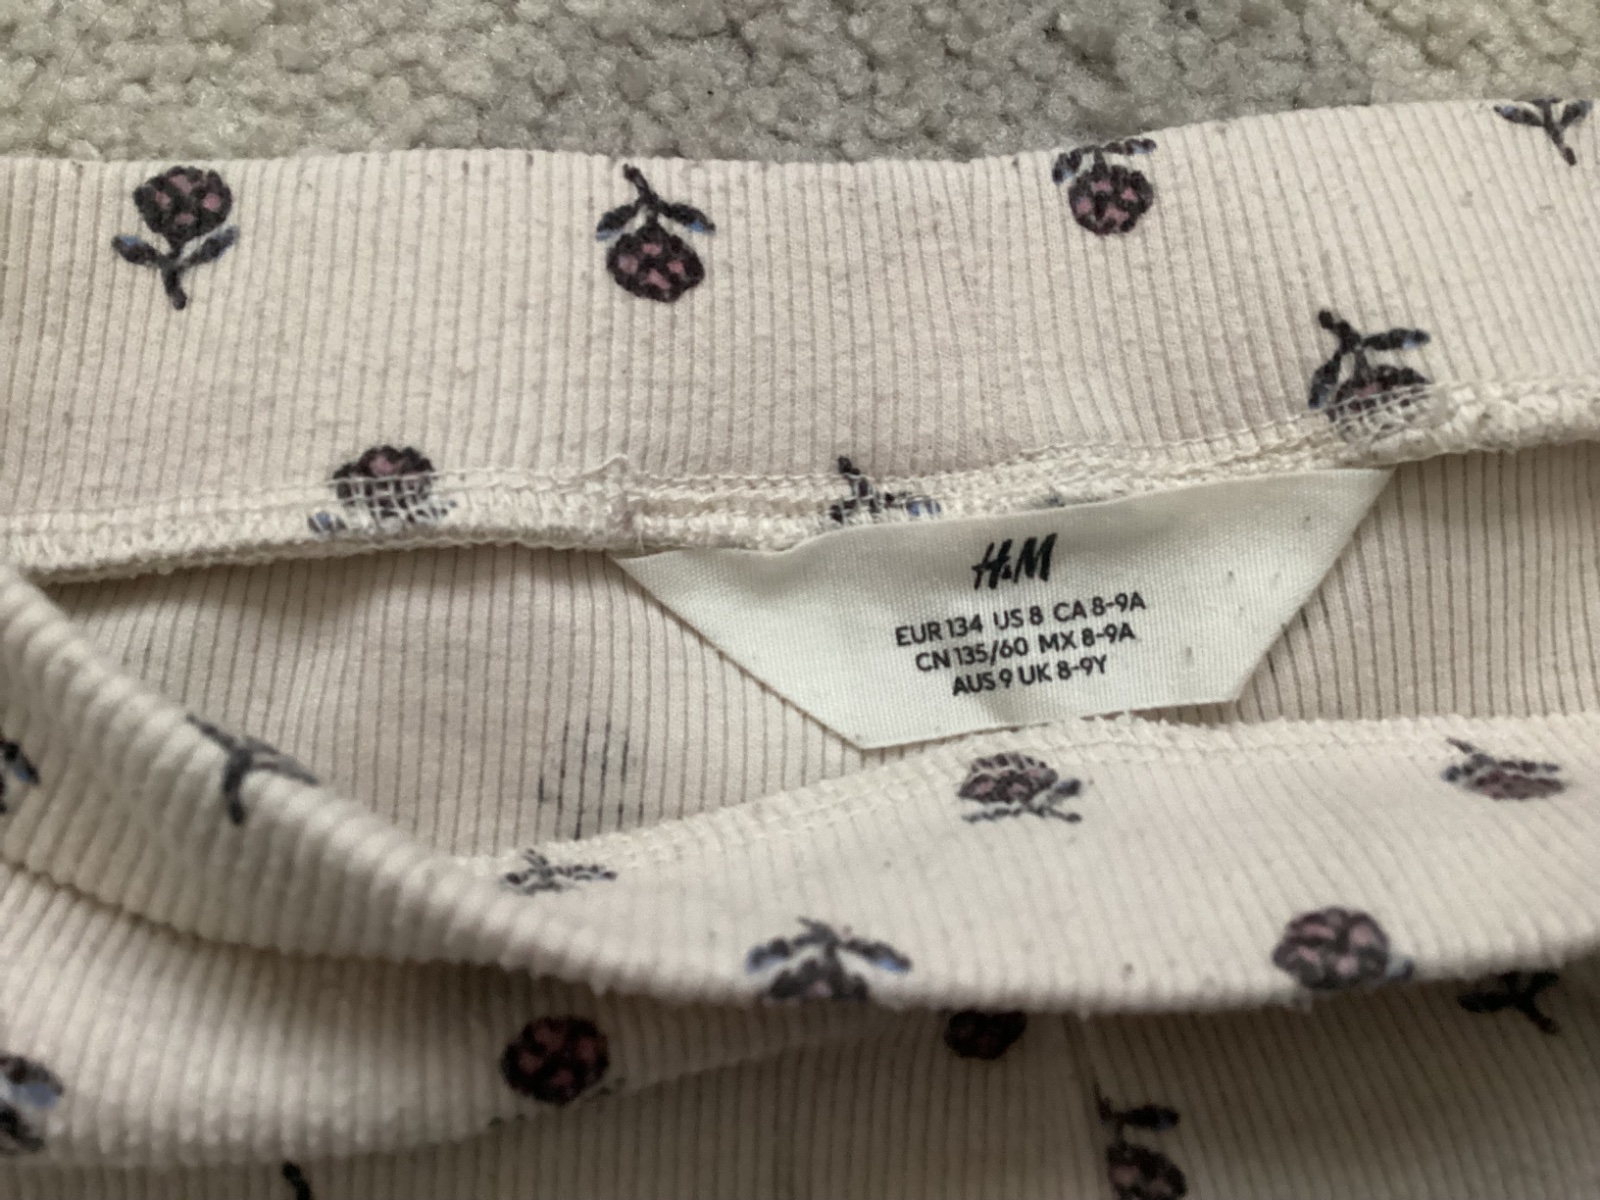 H&M
EUR 134 US 8 CA 8-9A
CN 135/60 MX 8-9A
AUS 9 UK 8-9Y